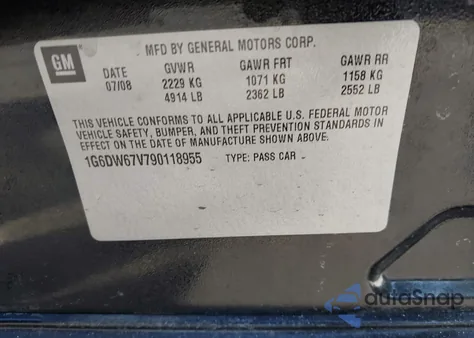 GM
MFD BY GENERAL MOTORS CORP.
DATE GVWR GAWR FRT GAWR RR
07/08 2229 KG 1071 KG 1158 KG
4914 LB 2362 LB 2552 LB
THIS VEHICLE CONFORMS TO ALL APPLICABLE U.S. FEDERAL MOTOR
VEHICLE SAFETY, BUMPER, AND THEFT PREVENTION STANDARDS IN
EFFECT ON THE DATE OF MANUFACTURE SHOWN ABOVE.
1G6DW67V790118955 TYPE: PASS CAR
autoSnap